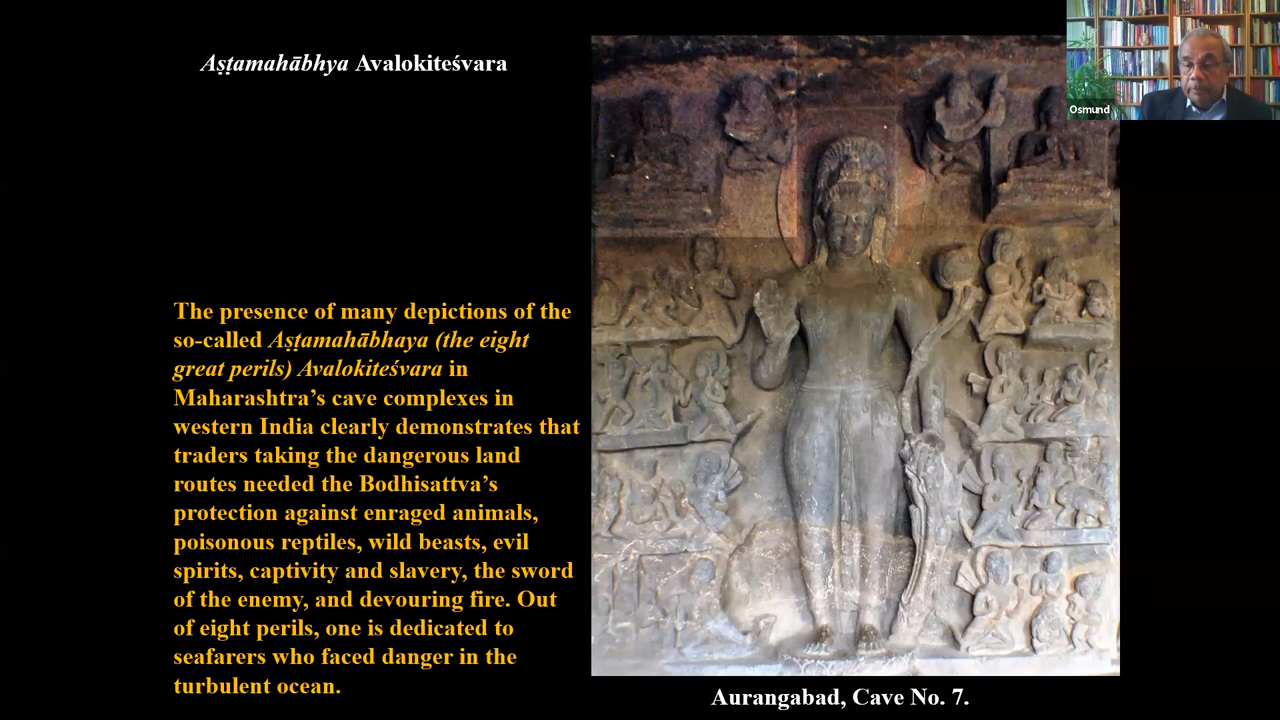 Aṣṭamahābhya Avalokiteśvara
Osmund
The presence of many depictions of the
so-called Aṣṭamahābhaya (the eight
great perils) Avalokiteśvara in
Maharashtra’s cave complexes in
western India clearly demonstrates that
traders taking the dangerous land
routes needed the Bodhisattva’s
protection against enraged animals,
poisonous reptiles, wild beasts, evil
spirits, captivity and slavery, the sword
of the enemy, and devouring fire. Out
of eight perils, one is dedicated to
seafarers who faced danger in the
turbulent ocean.
Aurangabad, Cave No. 7.